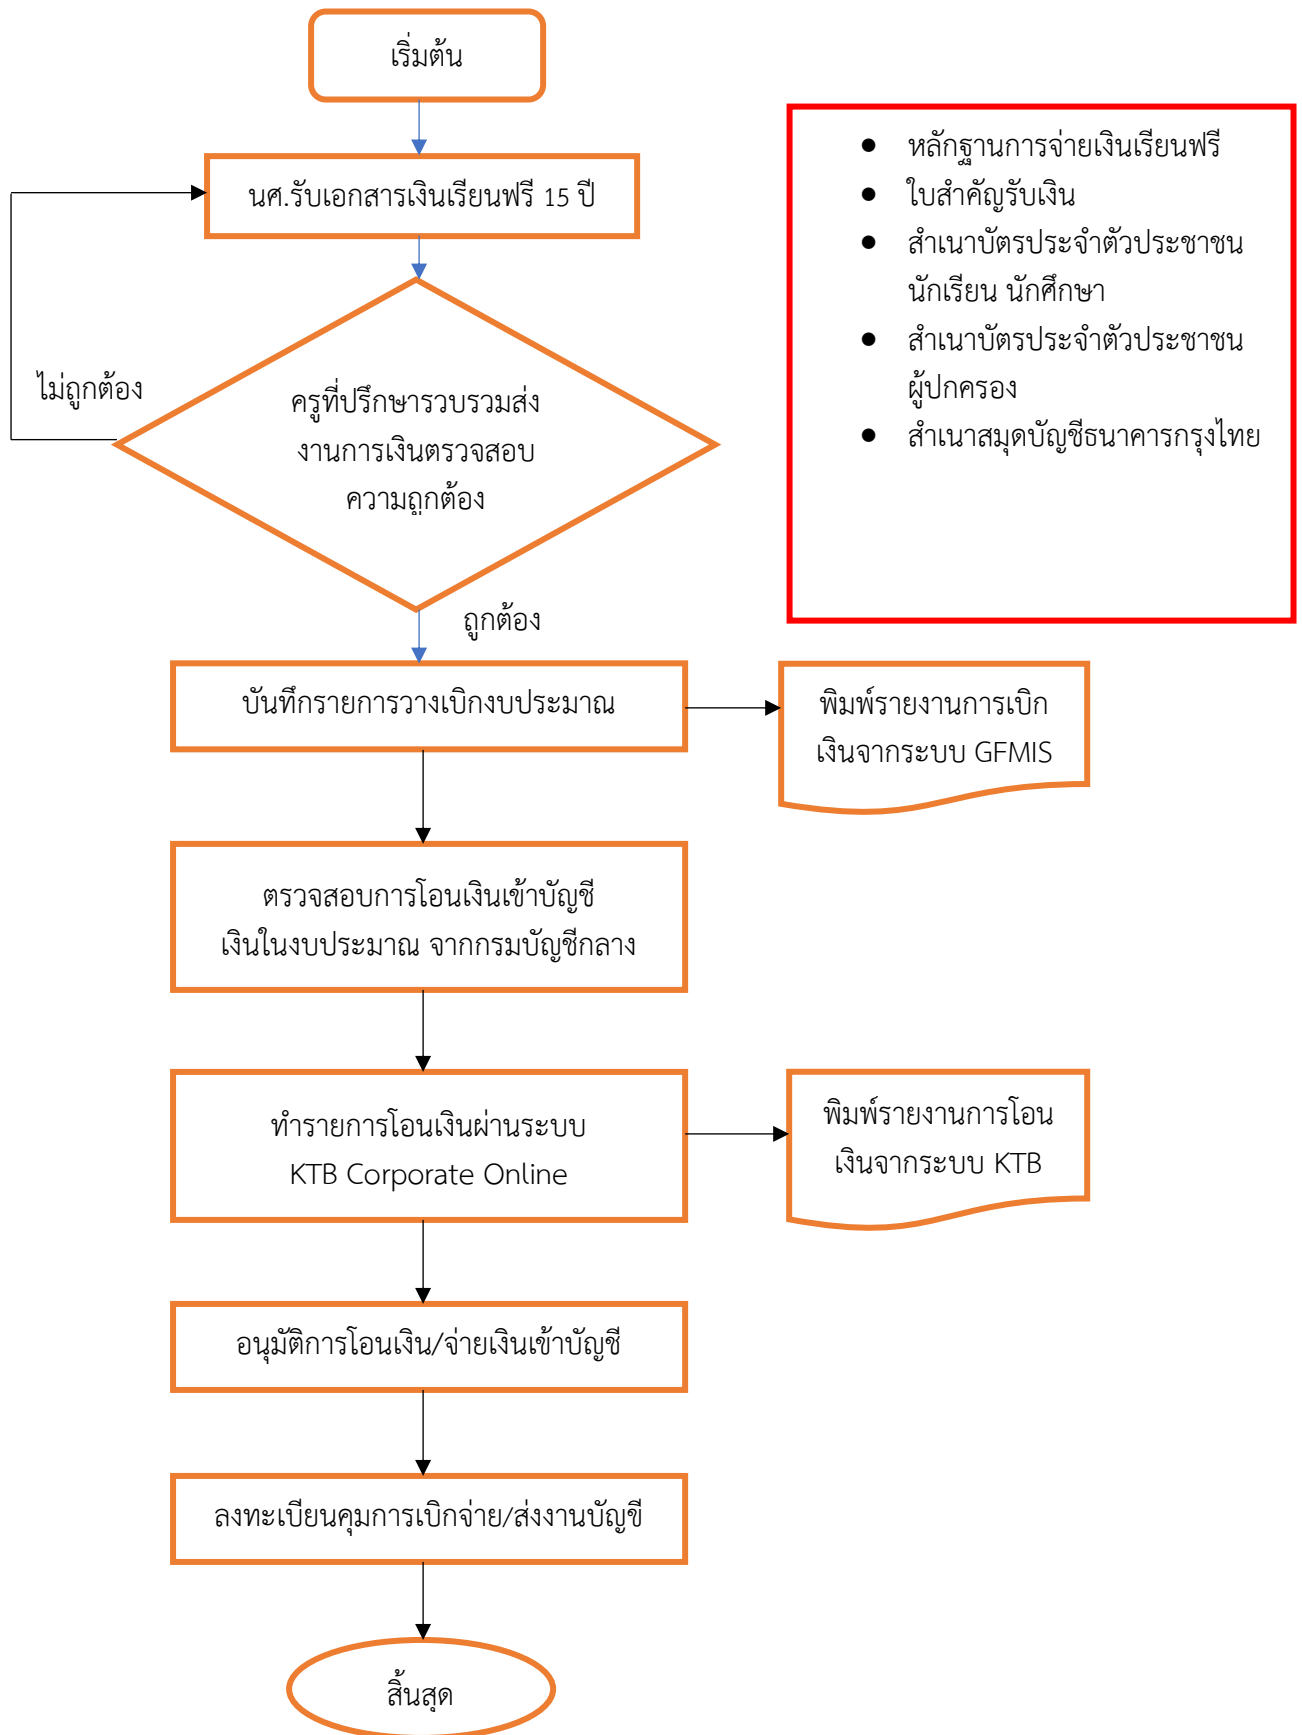 เริ่มต้น
นศ.รับเอกสารเงินเรียนฟรี 15 ปี
ไม่ถูกต้อง
ครูที่ปรึกษารวบรวมส่ง
งานการเงินตรวจสอบ
ความถูกต้อง
ถูกต้อง
● หลักฐานการจ่ายเงินเรียนฟรี
● ใบสำคัญรับเงิน
● สำเนาบัตรประจำตัวประชาชน
นักเรียน นักศึกษา
● สำเนาบัตรประจำตัวประชาชน
ผู้ปกครอง
● สำเนาสมุดบัญชีธนาคารกรุงไทย
บันทึกรายการวางเบิกงบประมาณ
พิมพ์รายงานการเบิก
เงินจากระบบ GFMIS
ตรวจสอบการโอนเงินเข้าบัญชี
เงินในงบประมาณ จากกรมบัญชีกลาง
ทำรายการโอนเงินผ่านระบบ
KTB Corporate Online
พิมพ์รายงานการโอน
เงินจากระบบ KTB
อนุมัติการโอนเงิน/จ่ายเงินเข้าบัญชี
ลงทะเบียนคุมการเบิกจ่าย/ส่งงานบัญชี
สิ้นสุด